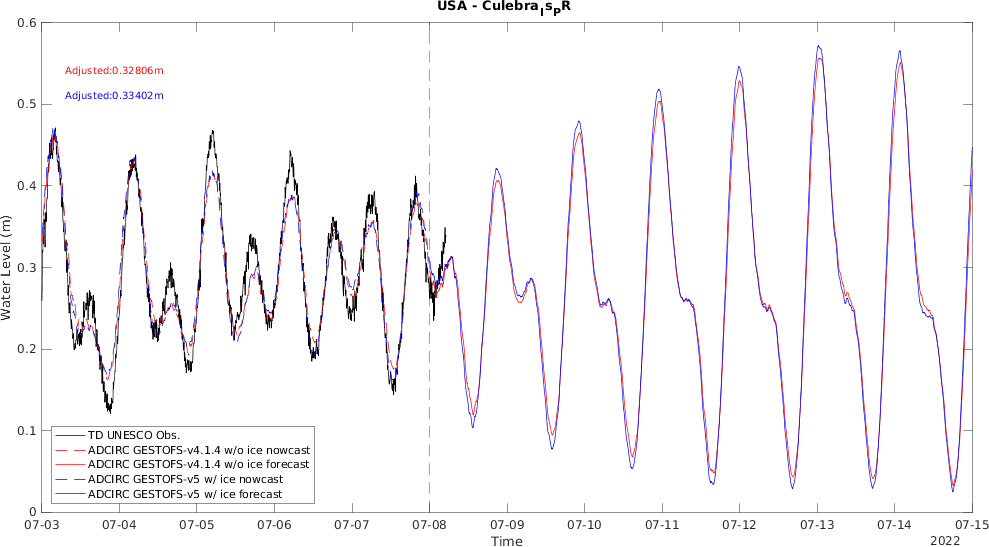 USA - CulebraIsPR
0.6
0.5
0.4
0.3
0.2
0.1
0
Water Level (m)
Adjusted:0.32806m
Adjusted:0.33402m
TD UNESCO Obs.
ADCIRC GESTOFS-v4.1.4 w/o ice nowcast
ADCIRC GESTOFS-v4.1.4 w/o ice forecast
ADCIRC GESTOFS-v5 w/ ice nowcast
ADCIRC GESTOFS-v5 w/ ice forecast
07-03 07-04 07-05 07-06 07-07 07-08 07-09 07-10 07-11 07-12 07-13 07-14 07-15
Time
2022